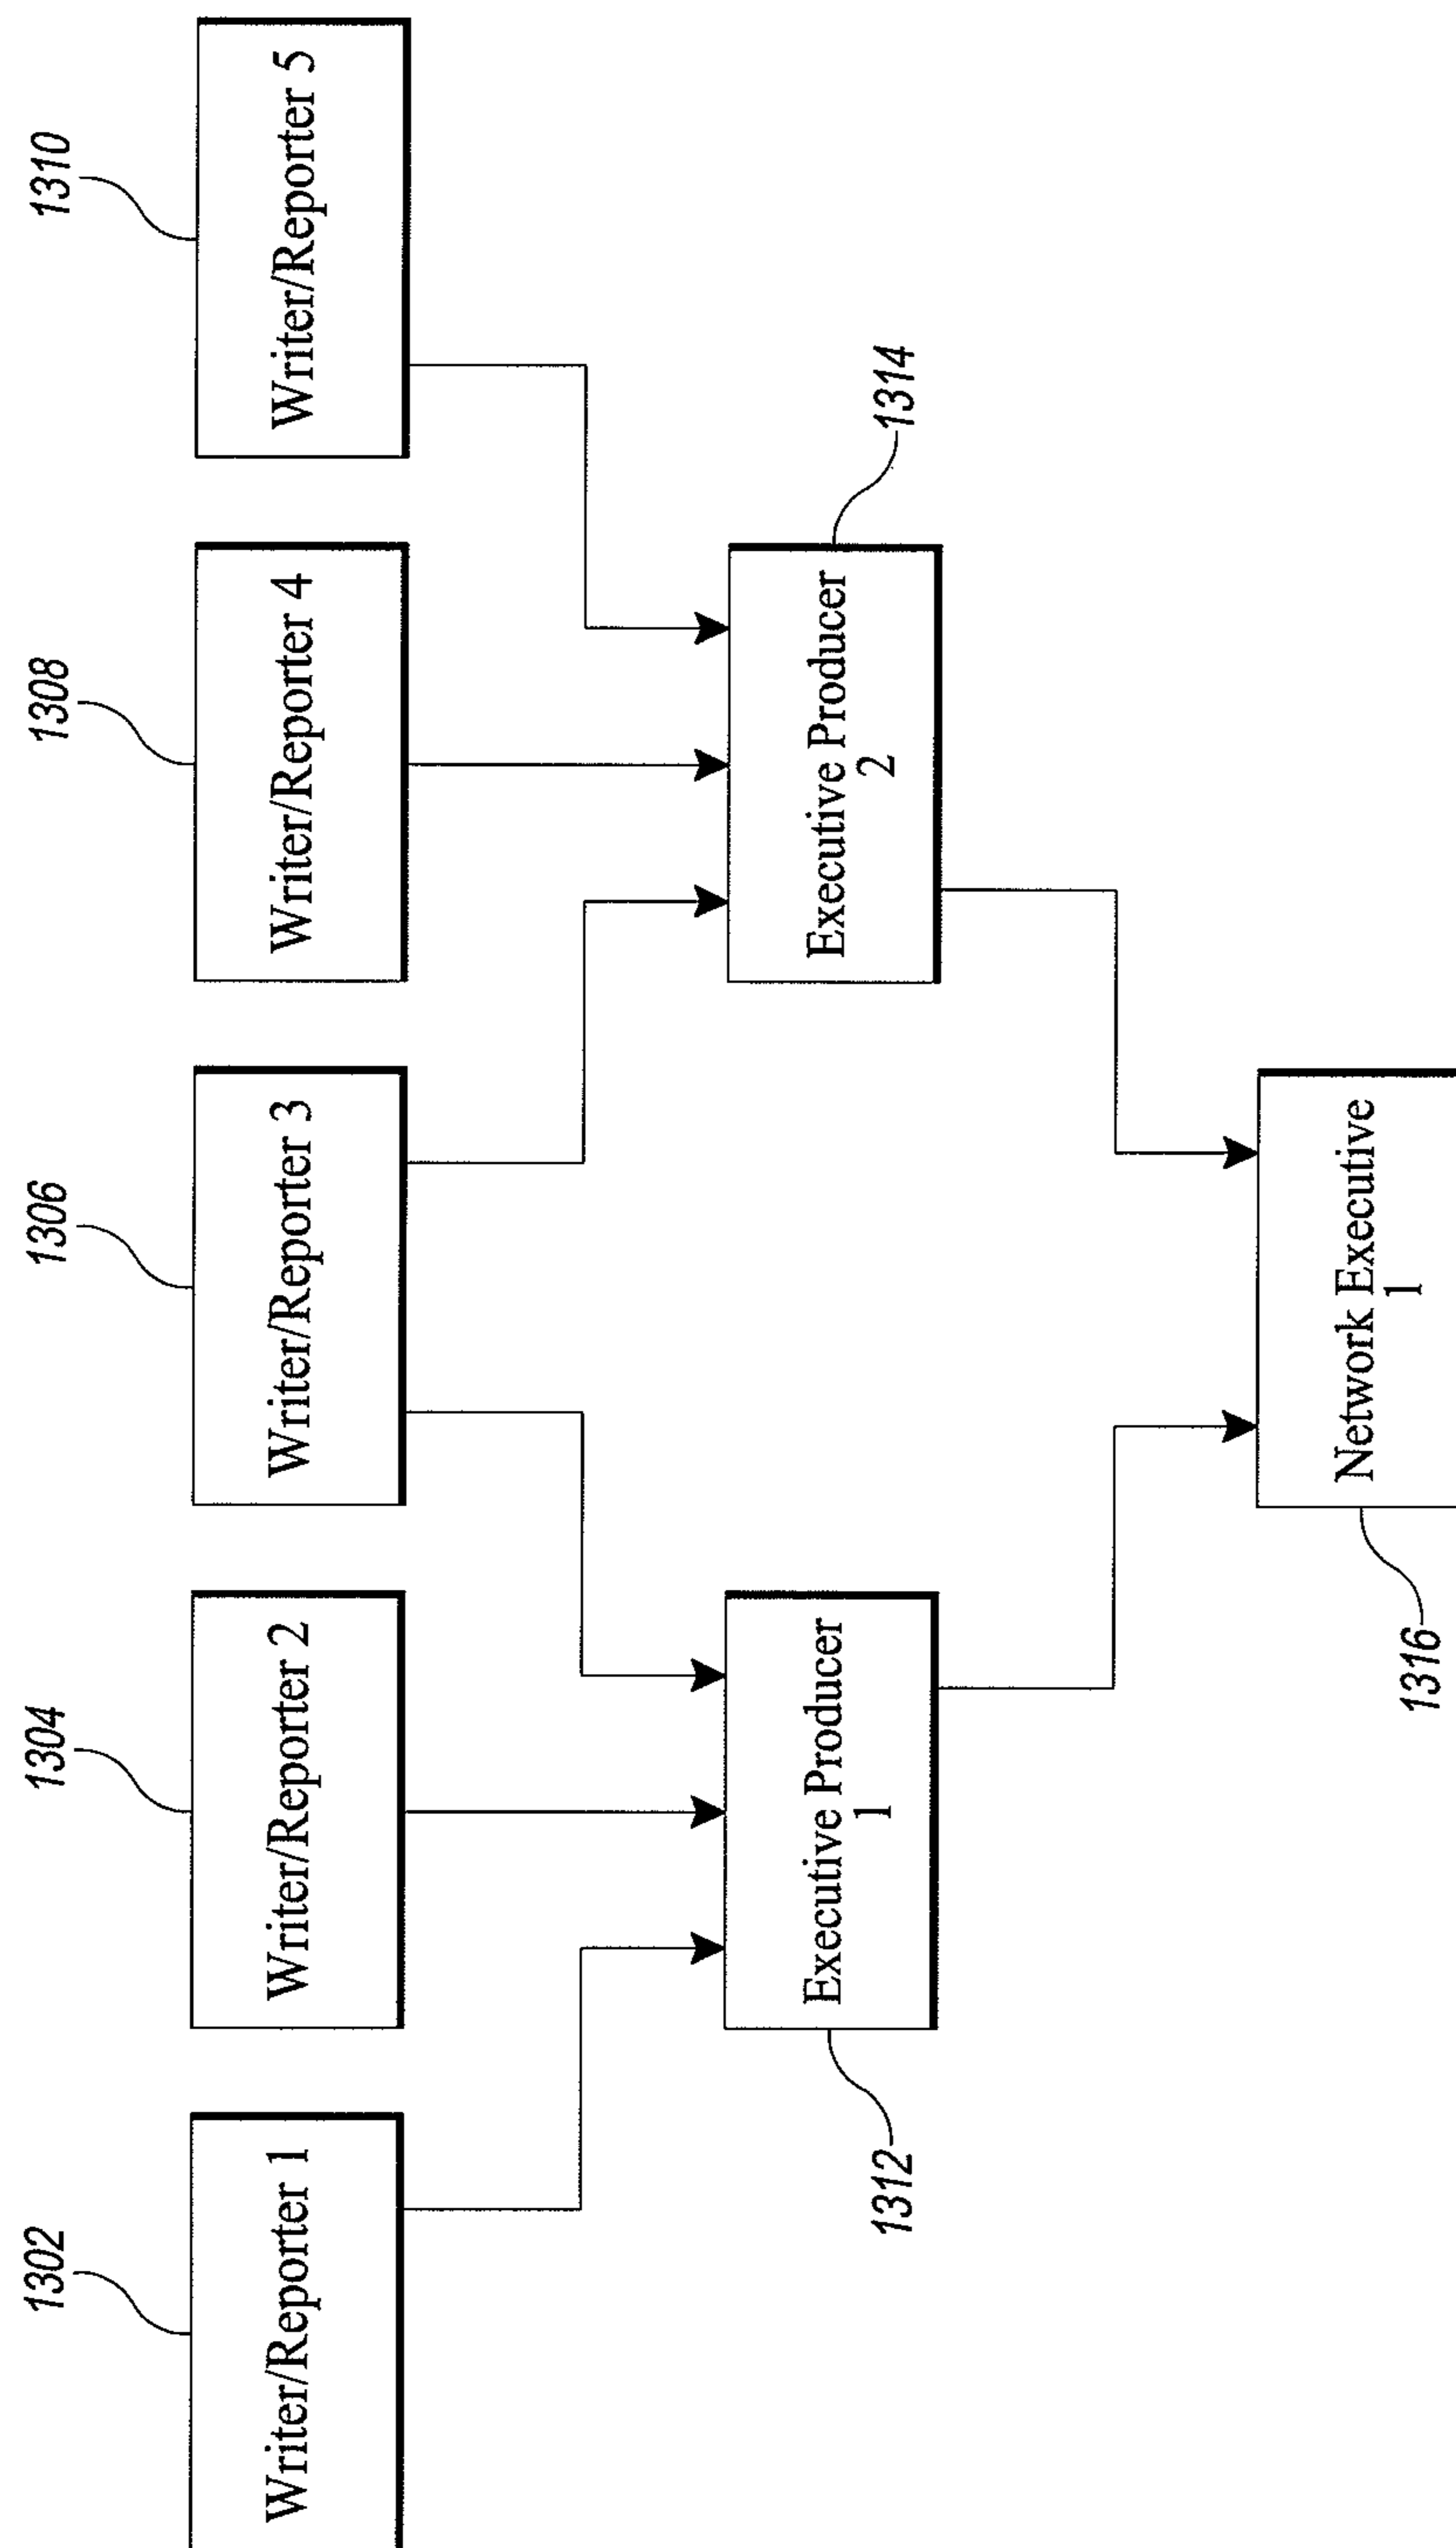 1302
1304
1306
1308
1310
Writer/Reporter 1
Writer/Reporter 2
Writer/Reporter 3
Writer/Reporter 4
Writer/Reporter 5
Executive Producer
1
1312
Executive Producer
2
1314
Network Executive
1
1316